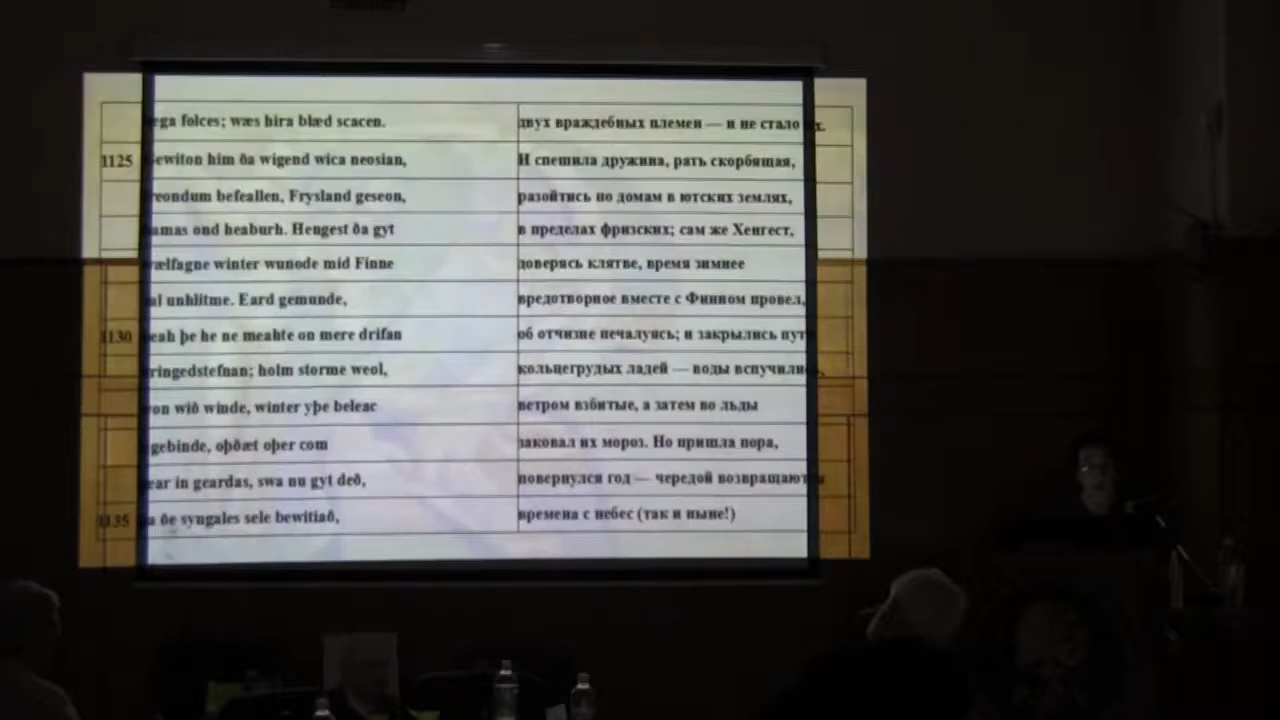 ega folces; wæs hira blæd scacen. двух враждебных племен — и не стало их.
1125 Gewiton him ða wigend wica neosian, И спешила дружина, рать скорбящая,
freondum befeallen, Frysland geseon, разойтись по домам в ютских землях,
hamas ond heaburh. Hengest ða gyt в пределах фризских; сам же Хенгест,
wælfagne winter wunode mid Finne доверясь клятве, время зимнее
al unhlitme. Eard gemunde, вредотворное вместе с Финном провел,
1130 þeah þe he ne meahte on mere drifan об отчизне печалуясь; и закрылись пути
hringedstefnan; holm storme weol, кольцегрудых ладей — воды вспучились,
won wið winde, winter yþe beleac ветром взбитые, а затем во льды
gebinde, oþðæt oþer com заковал их мороз. Но пришла пора,
gear in geardas, swa nu gyt deð, повернулся год — чередой возвращаются
1135 þa ðe syngales sele bewitiað, времена с небес (так и ныне!)